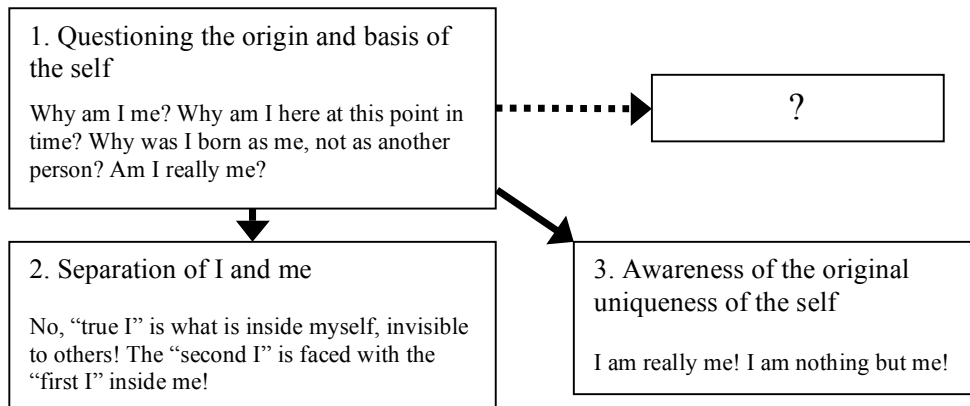 1. Questioning the origin and basis of
the self
Why am I me? Why am I here at this point in
time? Why was I born as me, not as another
person? Am I really me?
?
2. Separation of I and me
No, “true I” is what is inside myself, invisible
to others! The “second I” is faced with the
“first I” inside me!
3. Awareness of the original
uniqueness of the self
I am really me! I am nothing but me!